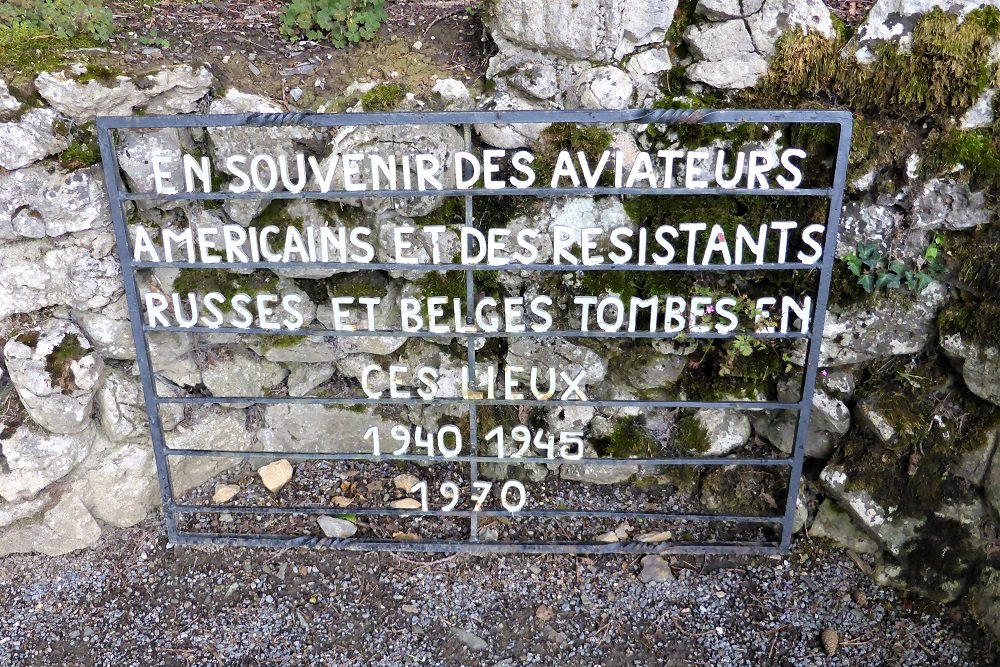 EN SOUVENIR DES AVIATEURS
AMERICAINS ET DES RESISTANTS
RUSSES ET BELGES TOMBES EN
CES LIEUX
1940 1945
1970